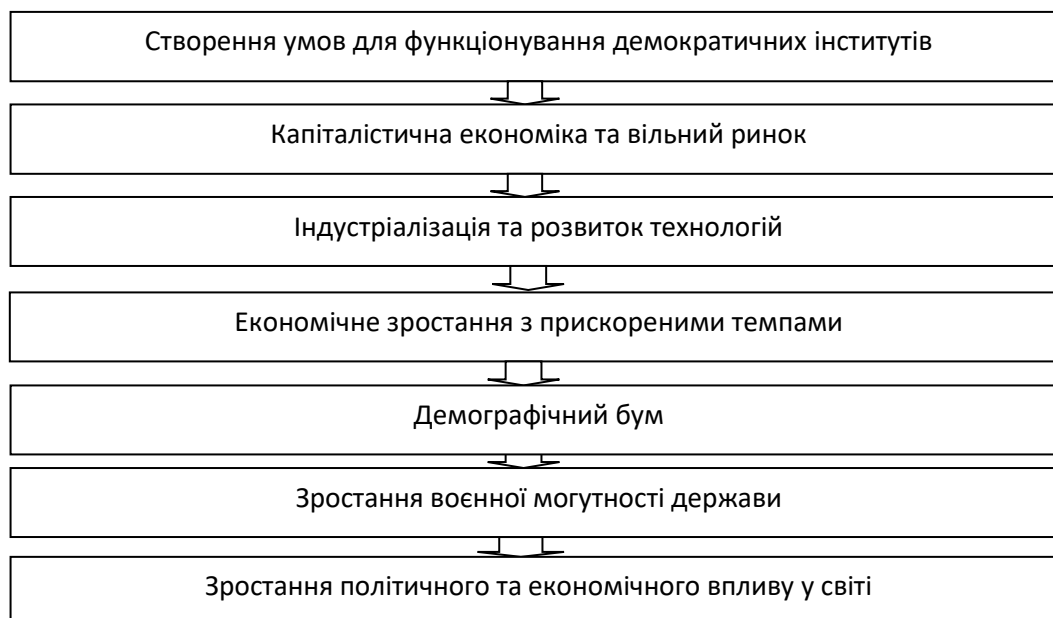 Створення умов для функціонування демократичних інститутів
Капіталістична економіка та вільний ринок
Індустріалізація та розвиток технологій
Економічне зростання з прискореними темпами
Демографічний бум
Зростання воєнної могутності держави
Зростання політичного та економічного впливу у світі